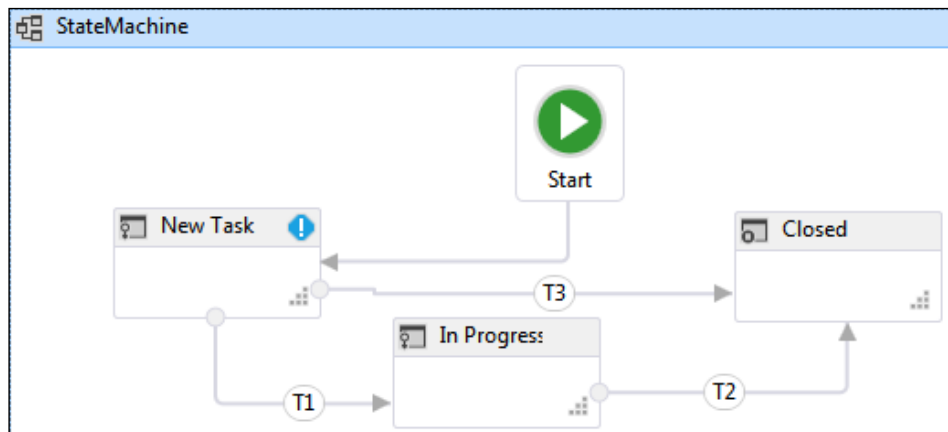 StateMachine
Start
New Task
Closed
T3
In Progress
T1
T2